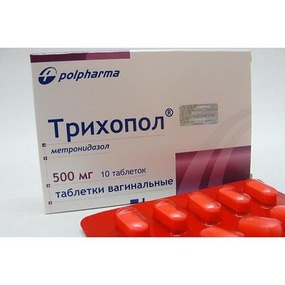 polpharma
Трихопол®
метронидазол
500 мг 10 таблеток
таблетки вагинальные